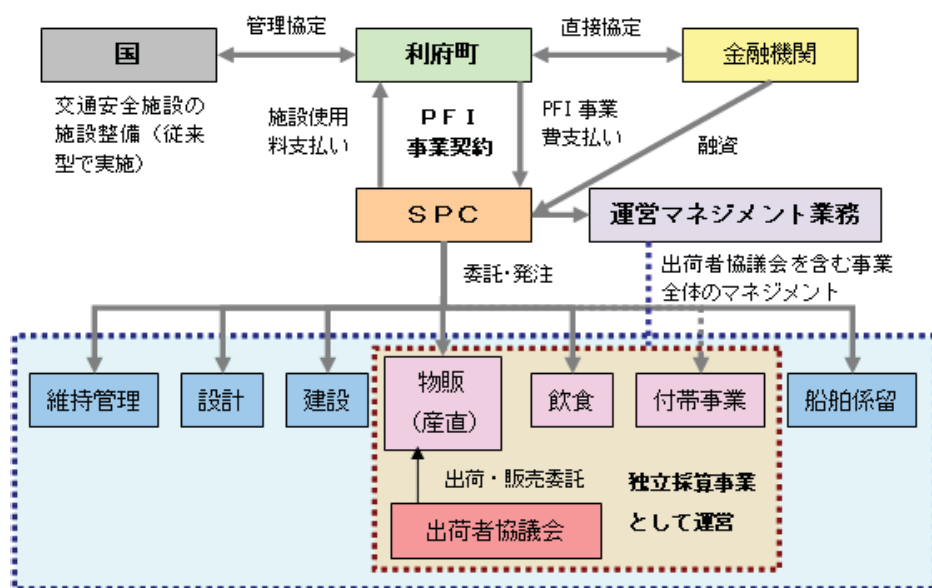 管理協定
直接協定
国
利府町
金融機関
交通安全施設の
施設整備（従来
型で実施）
施設使用
料支払い
ＰＦＩ
事業契約
PFI 事業
費支払い
融資
ＳＰＣ
運営マネジメント業務
委託・発注
出荷者協議会を含む事業
全体のマネジメント
維持管理
設計
建設
物販
（産直）
飲食
付帯事業
船舶係留
出荷・販売委託
独立採算事業
として運営
出荷者協議会